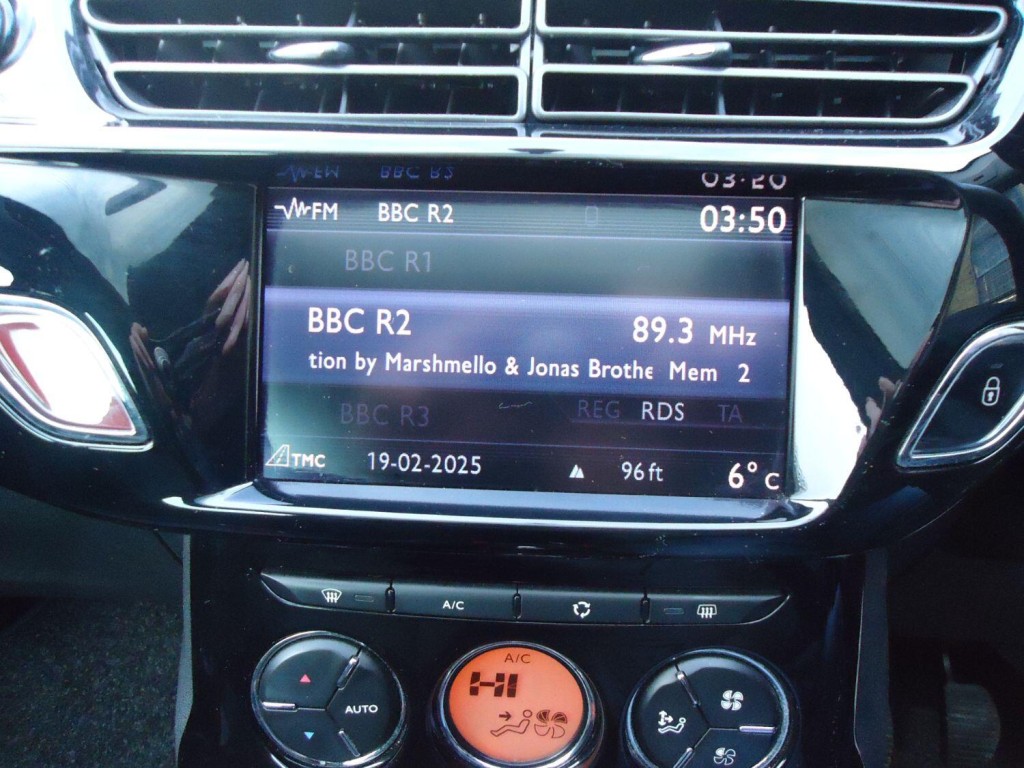 FM BBC R2 03:50
BBC R1
BBC R2 89.3 MHz
tion by Marshmello & Jonas Brothe Mem 2
BBC R3 REG RDS TA
TMC 19-02-2025 96ft 6° C
A/C
A/C
HI
AUTO